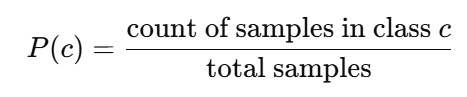 P(c) = count of samples in class c / total samples